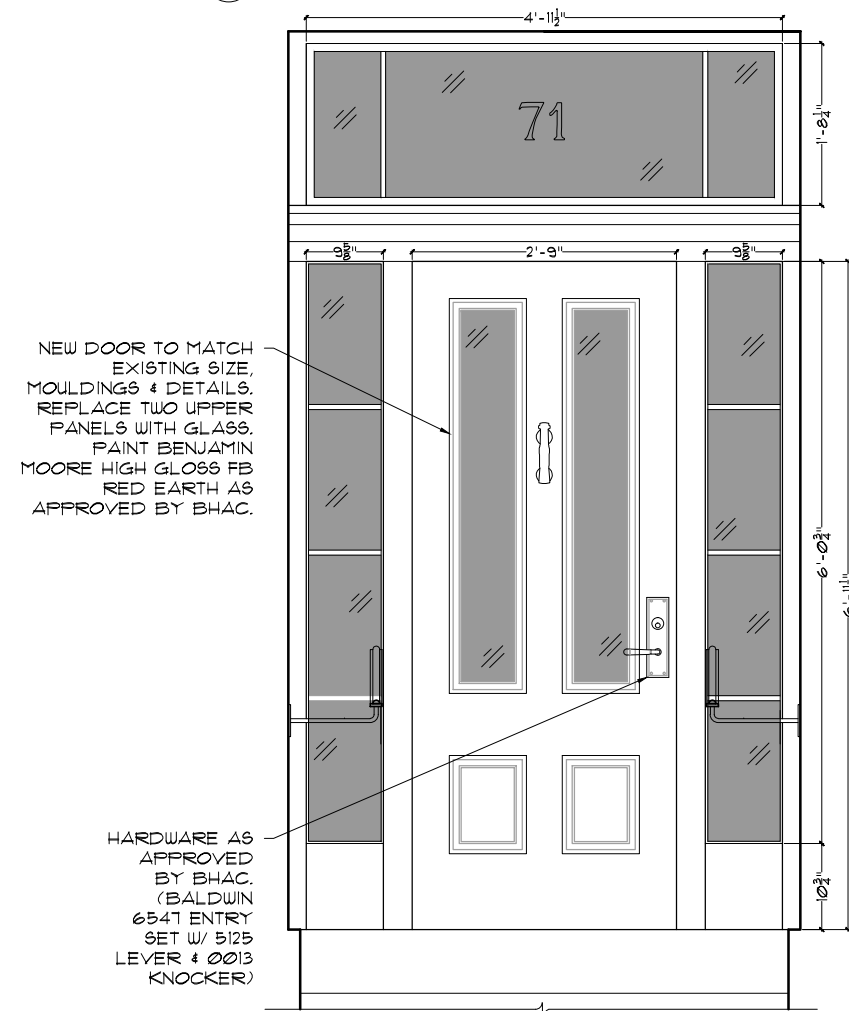 4'-11½"
71
1'-8¼"
9⅝"
2'-9"
9⅝"
NEW DOOR TO MATCH
EXISTING SIZE,
MOULDINGS & DETAILS.
REPLACE TWO UPPER
PANELS WITH GLASS.
PAINT BENJAMIN
MOORE HIGH GLOSS FB
RED EARTH AS
APPROVED BY BHAC.
6'-0¾"
HARDWARE AS
APPROVED
BY BHAC.
(BALDWIN
6547 ENTRY
SET W/ 5125
LEVER & 0013
KNOCKER)
10¾"